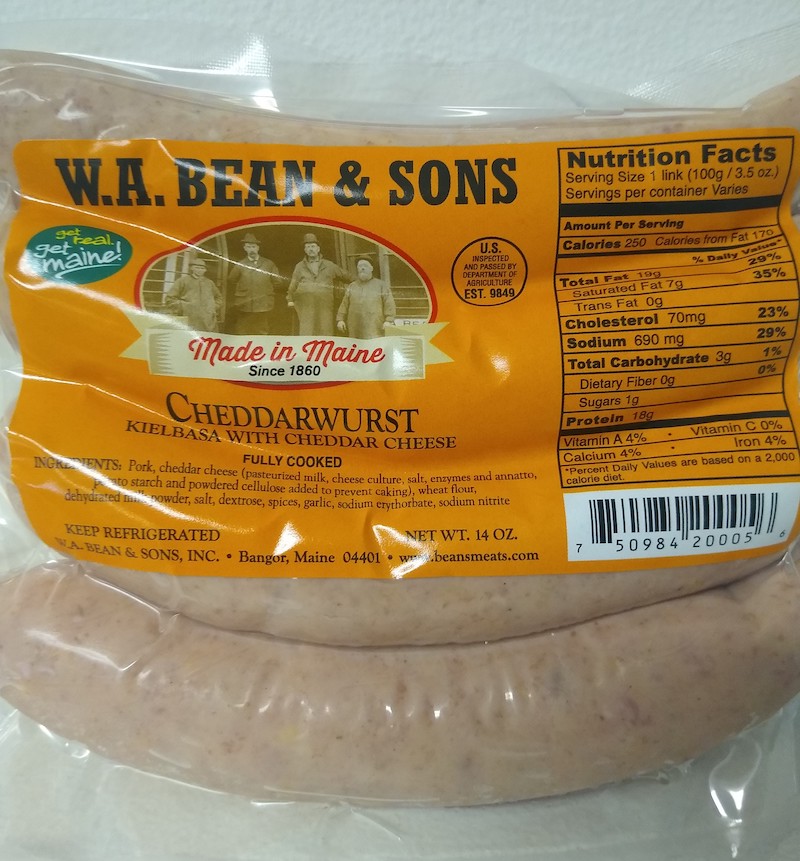 W.A. BEAN & SONS
get real.
get maine!
U.S.
INSPECTED
AND PASSED BY
DEPARTMENT OF
AGRICULTURE
EST. 9849
Made in Maine
Since 1860
CHEDDARWURST
KIELBASA WITH CHEDDAR CHEESE
FULLY COOKED
INGREDIENTS: Pork, cheddar cheese (pasteurized milk, cheese culture, salt, enzymes and annatto,
potato starch and powdered cellulose added to prevent caking), wheat flour,
dehydrated milk powder, salt, dextrose, spices, garlic, sodium erythorbate, sodium nitrite
KEEP REFRIGERATED NET WT. 14 OZ.
W.A. BEAN & SONS, INC. • Bangor, Maine 04401 • www.beansmeats.com
Nutrition Facts
Serving Size 1 link (100g / 3.5 oz.)
Servings per container Varies
Amount Per Serving
Calories 250 Calories from Fat 170
% Daily Value*
Total Fat 19g 29%
Saturated Fat 7g 35%
Trans Fat 0g
Cholesterol 70mg 23%
Sodium 690 mg 29%
Total Carbohydrate 3g 1%
Dietary Fiber 0g 0%
Sugars 1g
Protein 18g
Vitamin A 4% • Vitamin C 0%
Calcium 4% • Iron 4%
*Percent Daily Values are based on a 2,000
calorie diet.
7 50984 20005 6